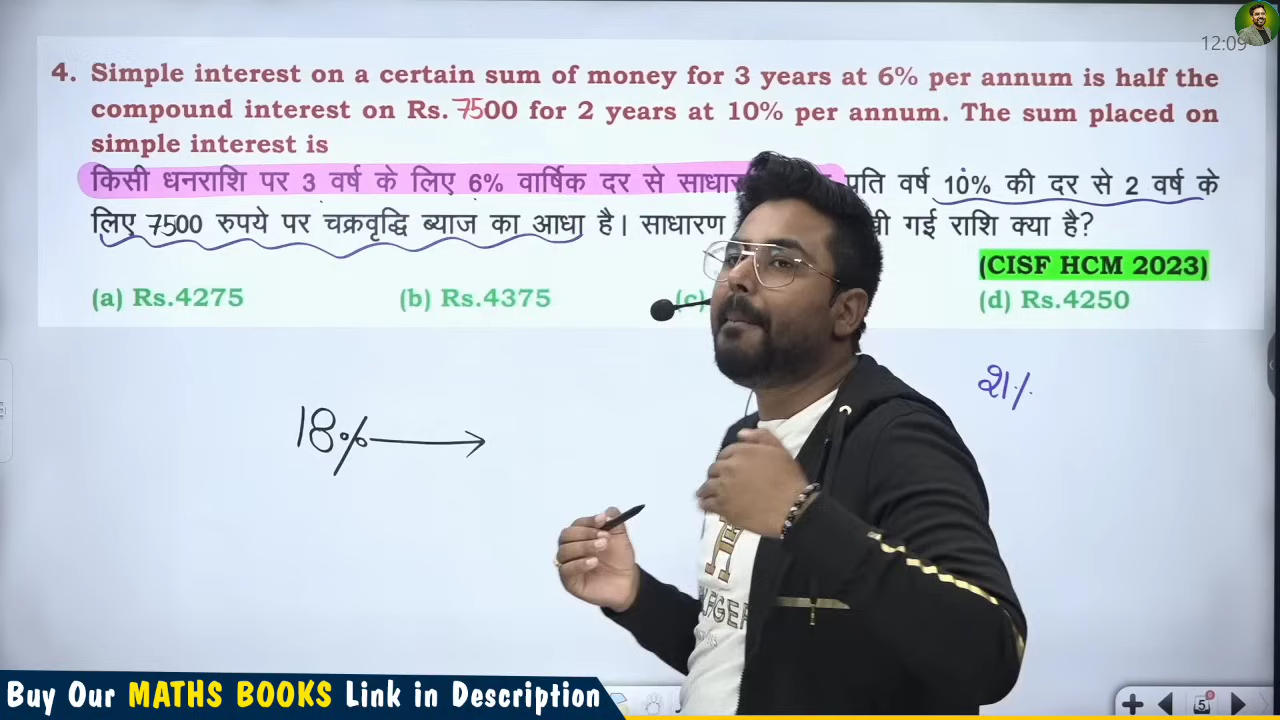 12:09
4. Simple interest on a certain sum of money for 3 years at 6% per annum is half the
compound interest on Rs. 7500 for 2 years at 10% per annum. The sum placed on
simple interest is
किसी धनराशि पर 3 वर्ष के लिए 6% वार्षिक दर से प्रति वर्ष 10% की दर से 2 वर्ष के
लिए 7500 रुपये पर चक्रवृद्धि ब्याज का आधा है। साधारण गई राशि क्या है?
(CISF HCM 2023)
(a) Rs.4275 (b) Rs.4375 (c) (d) Rs.4250
21%
18%
Buy Our MATHS BOOKS Link in Description